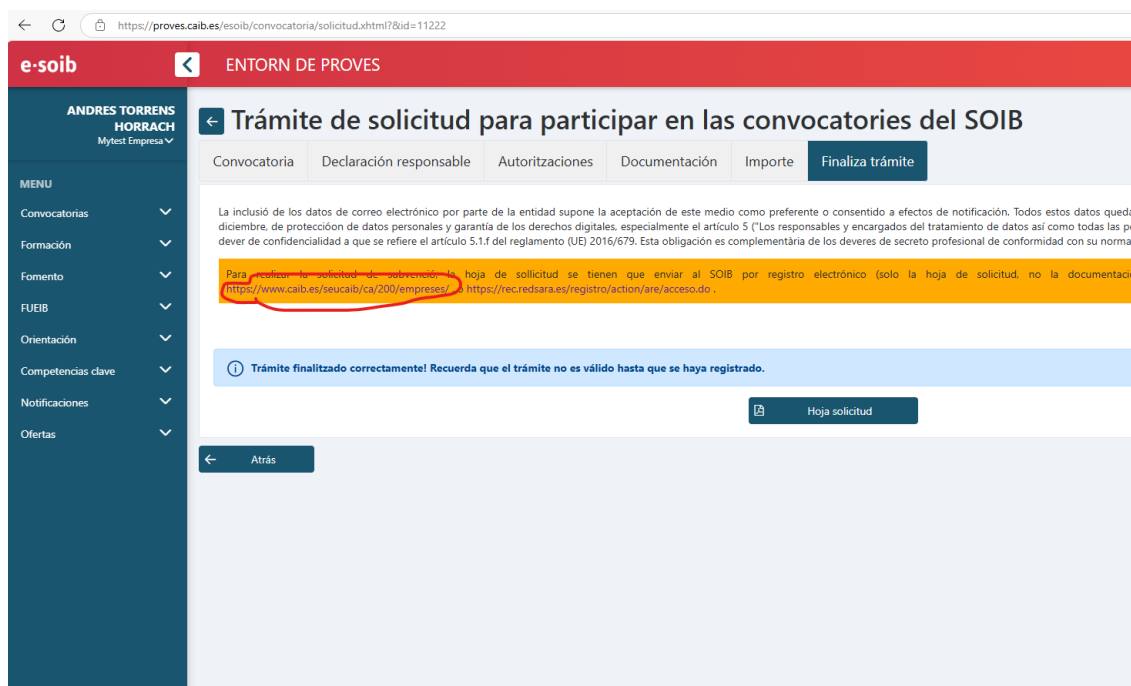 https://proves.caib.es/esoib/convocatoria/solicitud.xhtml?&id=11222
e·soib
ENTORN DE PROVES
ANDRES TORRENS
HORRACH
Mytest Empresa
MENU
Convocatorias
Formación
Fomento
FUEIB
Orientación
Competencias clave
Notificaciones
Ofertas
Trámite de solicitud para participar en las convocatories del SOIB
Convocatoria Declaración responsable Autoritzaciones Documentación Importe Finaliza trámite
La inclusió de los datos de correo electrónico por parte de la entidad supone la aceptación de este medio como preferente o consentido a efectos de notificación. Todos estos datos queda
diciembre, de protección de datos personales y garantía de los derechos digitales, especialmente el artículo 5 ("Los responsables y encargados del tratamiento de datos así como todas las pe
dever de confidencialidad a que se refiere el artículo 5.1.f del reglamento (UE) 2016/679. Esta obligación es complementària de los deveres de secreto profesional de conformidad con su norma
Para realizar la solicitud de subvenció, la hoja de sollicitud se tienen que enviar al SOIB por registro electrónico (solo la hoja de solicitud, no la documentació
https://www.caib.es/seucaib/ca/200/empreses/ o https://rec.redsara.es/registro/action/are/acceso.do .
Trámite finalitzado correctamente! Recuerda que el trámite no es válido hasta que se haya registrado.
Hoja solicitud
Atrás